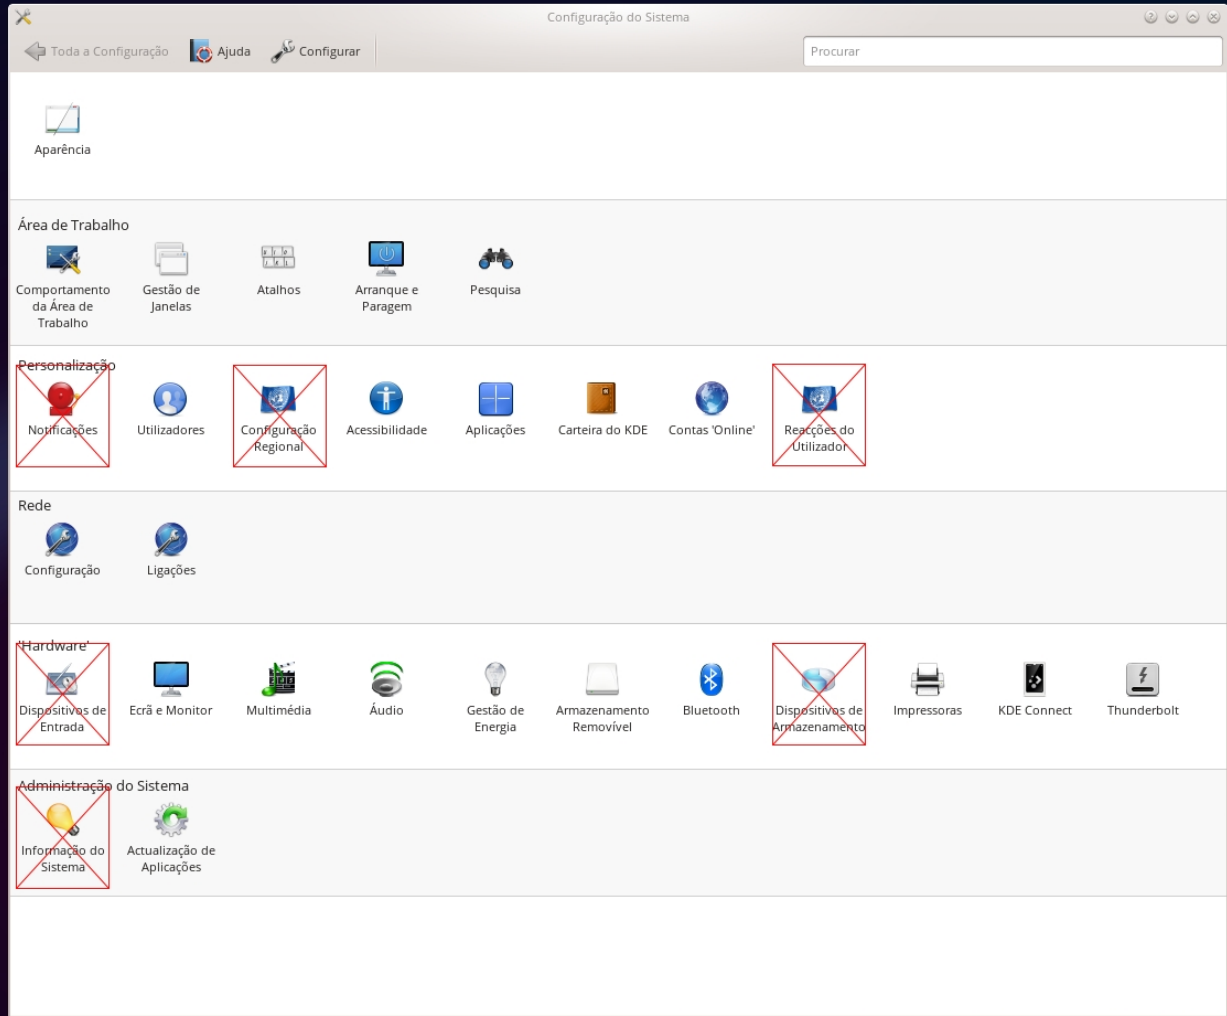 Configuração do Sistema
Toda a Configuração Ajuda Configurar Procurar
Aparência
Área de Trabalho
Comportamento da Área de Trabalho
Gestão de Janelas
Atalhos
Arranque e Paragem
Pesquisa
Personalização
Notificações
Utilizadores
Configuração Regional
Acessibilidade
Aplicações
Carteira do KDE
Contas 'Online'
Reacções do Utilizador
Rede
Configuração
Ligações
'Hardware'
Dispositivos de Entrada
Ecrã e Monitor
Multimédia
Áudio
Gestão de Energia
Armazenamento Removível
Bluetooth
Dispositivos de Armazenamento
Impressoras
KDE Connect
Thunderbolt
Administração do Sistema
Informação do Sistema
Actualização de Aplicações